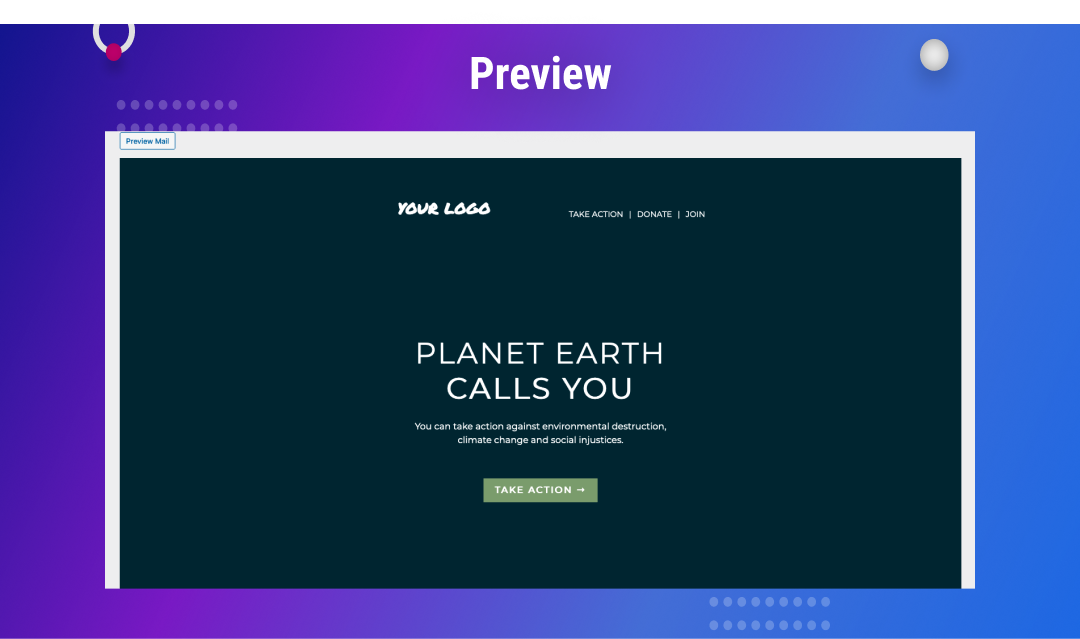 Preview
Preview Mail
YOUR LOGO
TAKE ACTION | DONATE | JOIN
PLANET EARTH
CALLS YOU
You can take action against environmental destruction,
climate change and social injustices.
TAKE ACTION →